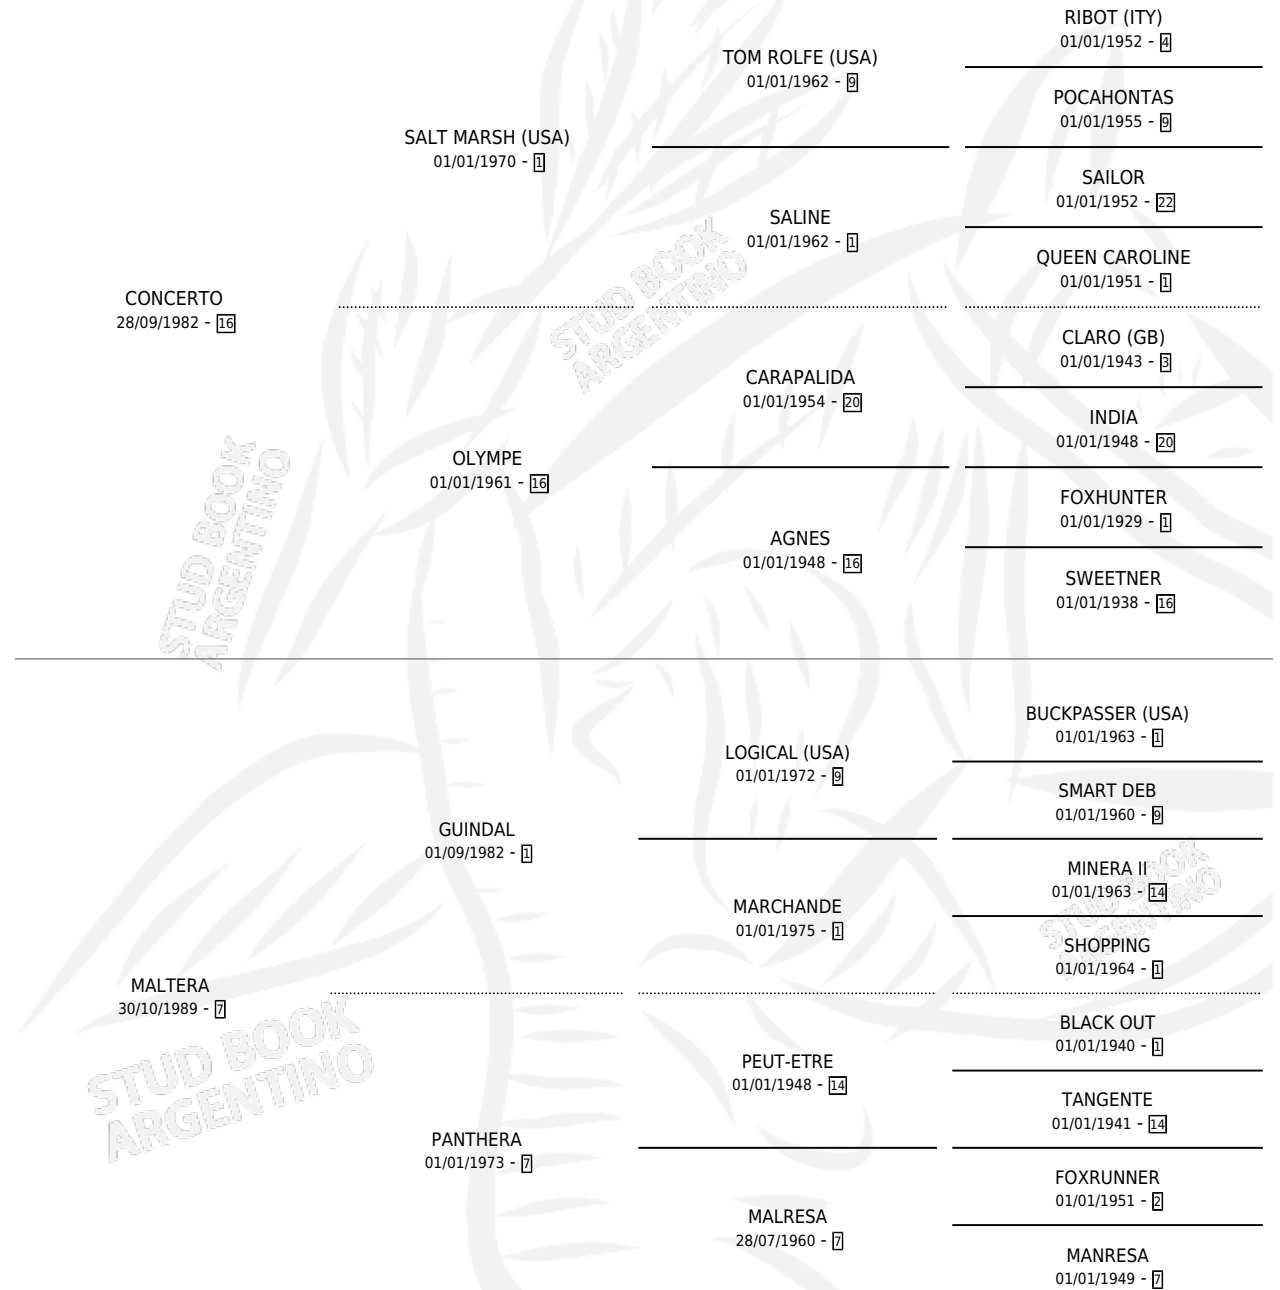 RIBOT (ITY)
01/01/1952 - 4
TOM ROLFE (USA)
01/01/1962 - 9
POCAHONTAS
01/01/1955 - 9
SALT MARSH (USA)
01/01/1970 - 1
SAILOR
01/01/1952 - 22
SALINE
01/01/1962 - 1
QUEEN CAROLINE
01/01/1951 - 1
CONCERTO
28/09/1982 - 16
CLARO (GB)
01/01/1943 - 3
CARAPALIDA
01/01/1954 - 20
INDIA
01/01/1948 - 20
OLYMPE
01/01/1961 - 16
FOXHUNTER
01/01/1929 - 1
AGNES
01/01/1948 - 16
SWEETNER
01/01/1938 - 16
BUCKPASSER (USA)
01/01/1963 - 1
LOGICAL (USA)
01/01/1972 - 9
SMART DEB
01/01/1960 - 9
GUINDAL
01/09/1982 - 1
MINERA II
01/01/1963 - 14
MARCHANDE
01/01/1975 - 1
SHOPPING
01/01/1964 - 1
MALTERA
30/10/1989 - 7
BLACK OUT
01/01/1940 - 1
PEUT-ETRE
01/01/1948 - 14
TANGENTE
01/01/1941 - 14
PANTHERA
01/01/1973 - 7
FOXRUNNER
01/01/1951 - 2
MALRESA
28/07/1960 - 7
MANRESA
01/01/1949 - 7
STUD BOOK
ARGENTINO
STUD BOOK
ARGENTINO
STUD BOOK
ARGENTINO
STUD BOOK
ARGENTINO